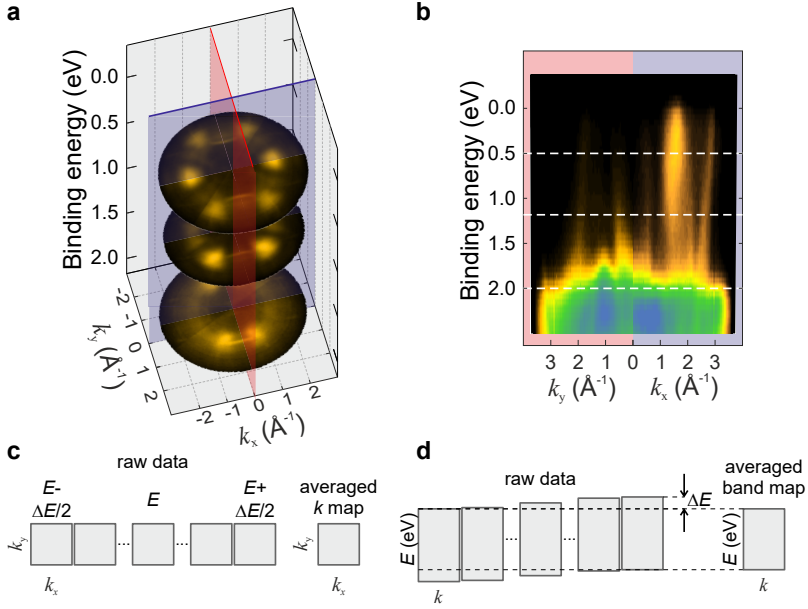 a
Binding energy (eV)
0.0
0.5
1.0
1.5
2.0
-2
-1
0
1
2
k_y (Å⁻¹)
-2
-1
0
1
2
k_x (Å⁻¹)
b
Binding energy (eV)
0.0
0.5
1.0
1.5
2.0
3 2 1 0 1 2 3
k_y (Å⁻¹) k_x (Å⁻¹)
c
raw data
E-
ΔE/2
E
E+
ΔE/2
averaged
k map
k_y
... ...
k_x
k_y
k_x
d
raw data
averaged
band map
ΔE
E (eV)
... ...
k
E (eV)
k